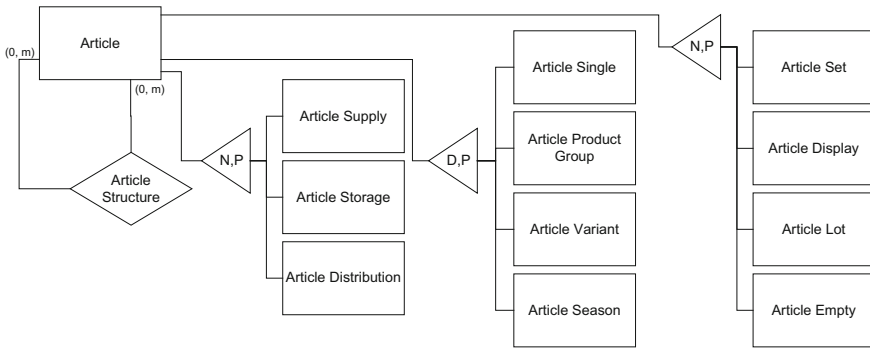 Article
(0, m)
(0, m)
Article
Structure
N,P
Article Supply
Article Storage
Article Distribution
D,P
Article Single
Article Product
Group
Article Variant
Article Season
N,P
Article Set
Article Display
Article Lot
Article Empty